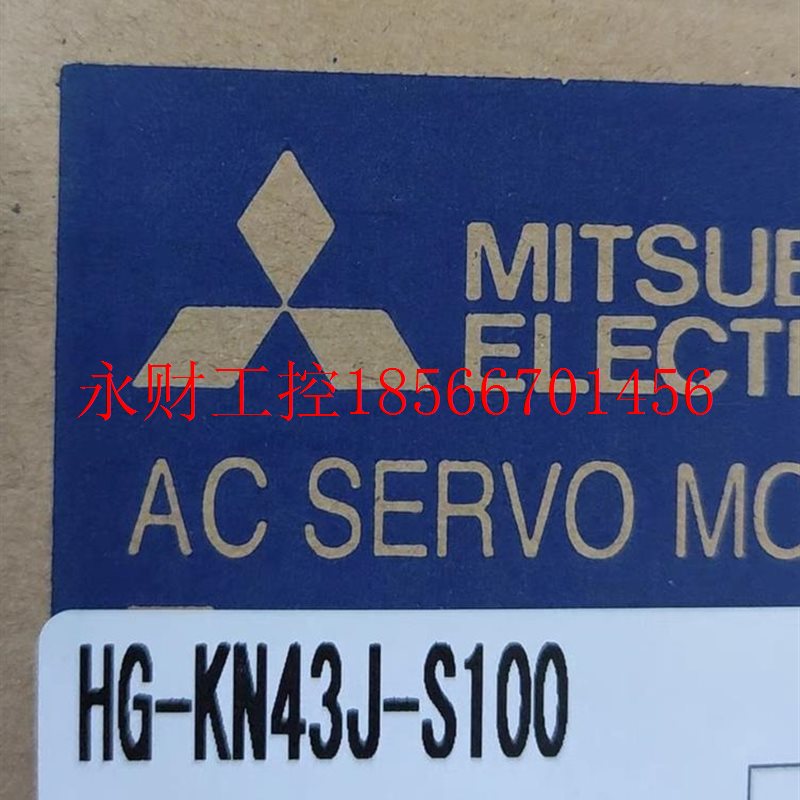 MITSUB
ELECT
永财工控18566701456
AC SERVO MO
HG-KN43J-S100